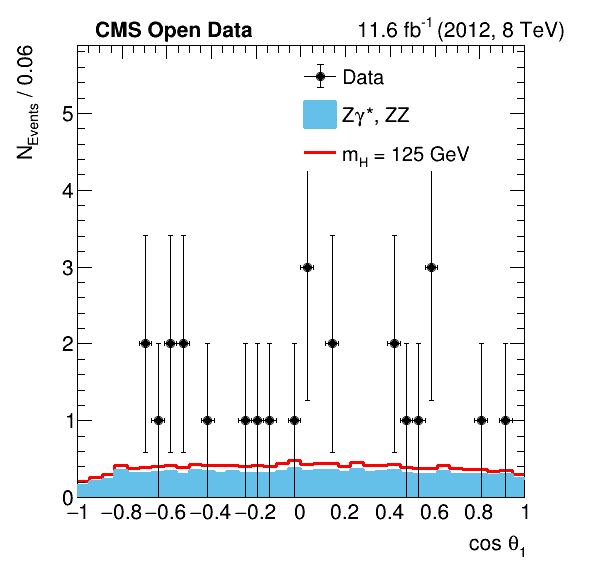 CMS Open Data 11.6 fb⁻¹ (2012, 8 TeV)
N_Events / 0.06
Data
Zγ*, ZZ
m_H = 125 GeV
5
4
3
2
1
0
−1 −0.8 −0.6 −0.4 −0.2 0 0.2 0.4 0.6 0.8 1
cos θ₁